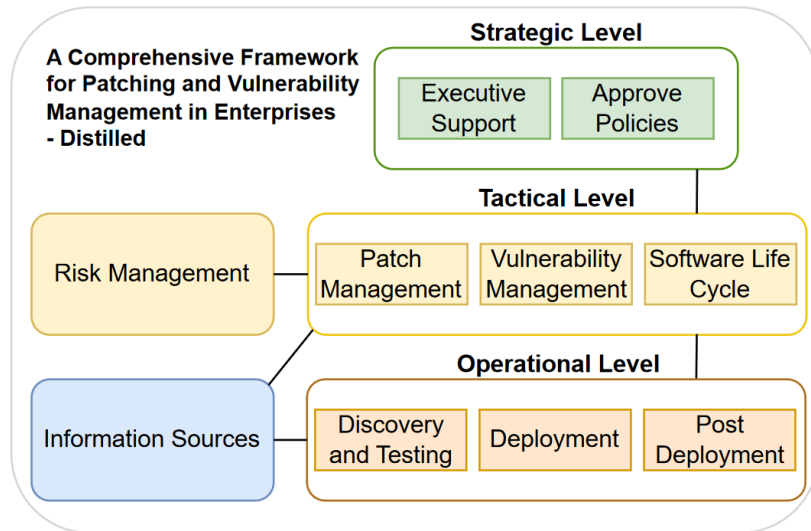 A Comprehensive Framework
for Patching and Vulnerability
Management in Enterprises
- Distilled
Strategic Level
Executive
Support
Approve
Policies
Tactical Level
Risk Management
Patch
Management
Vulnerability
Management
Software Life
Cycle
Operational Level
Information Sources
Discovery
and Testing
Deployment
Post
Deployment